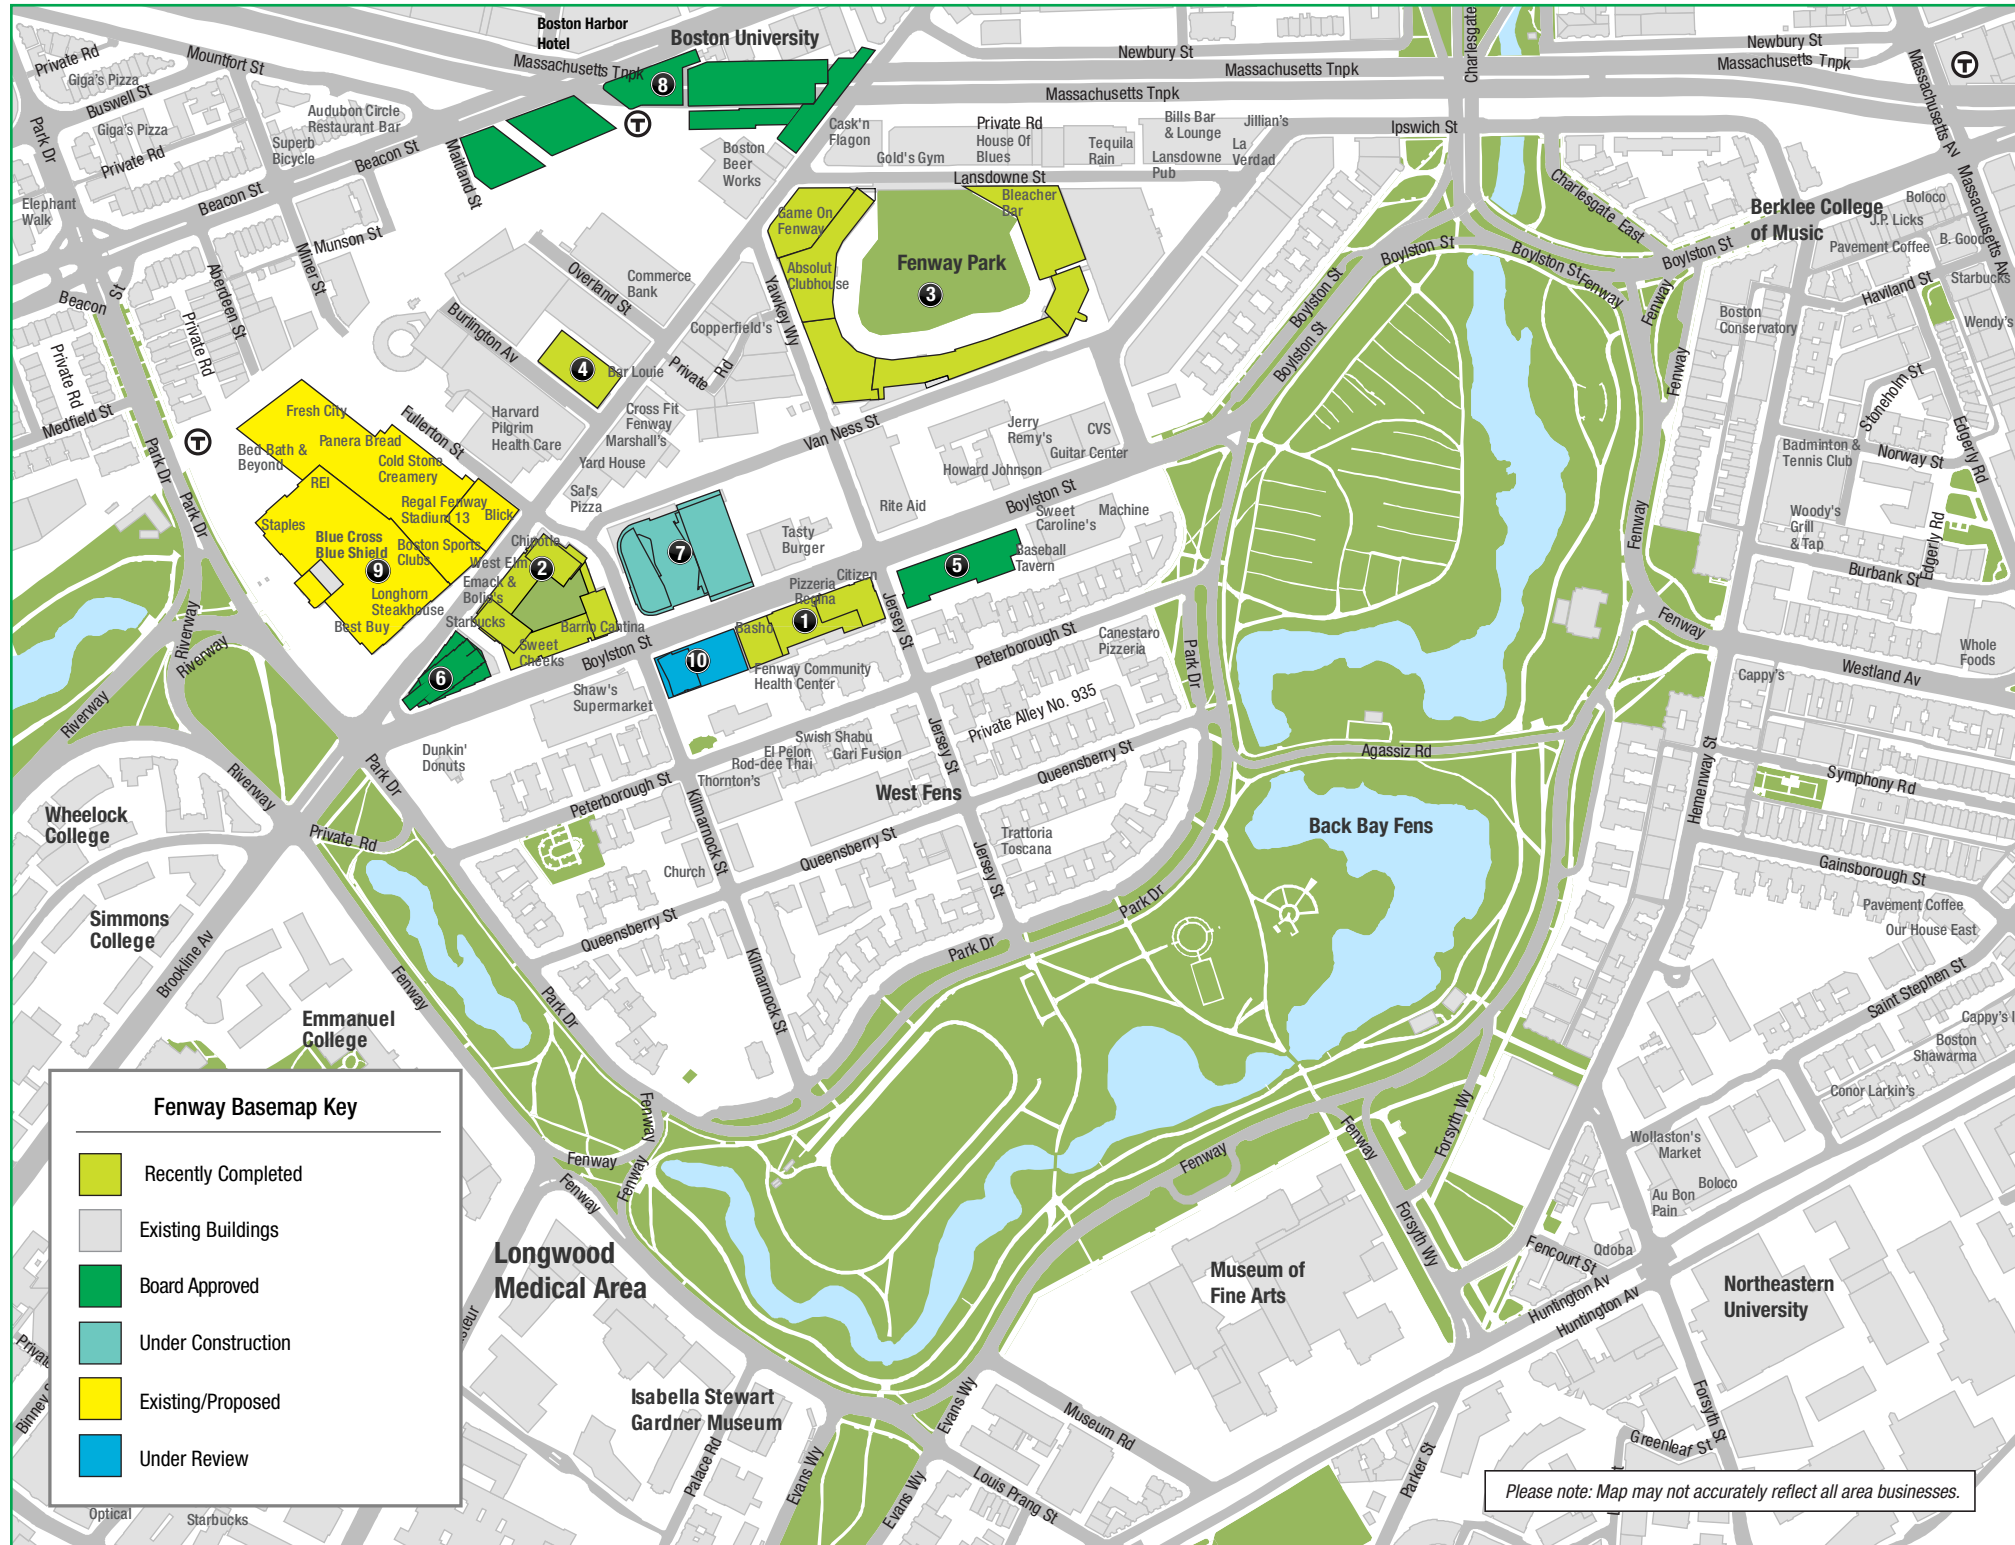 Boston Harbor
Hotel
Boston University
Massachusetts Tnpk
Newbury St
Massachusetts Tnpk
Massachusetts Tnpk
Charlesgate
Newbury St
Massachusetts Tnpk
Massachusetts Av
T
Private Rd
Giga's Pizza
Mountfort St
Buswell St
Giga's Pizza
Private Rd
Park Dr
Audubon Circle
Restaurant Bar
Superb
Bicycle
Beacon St
Beacon St
Maitland St
8
T
Boston
Beer
Works
Cask'n
Flagon
Gold's Gym
Private Rd
House Of
Blues
Tequila
Rain
Bills Bar
& Lounge
Lansdowne
Pub
Jillian's
La
Verdad
Ipswich St
Lansdowne St
Bleacher
Bar
Charlesgate East
Berklee College
of Music
Massachusetts Av
Boloco
J.P. Licks
Pavement Coffee
B. Good
Starbucks
Haviland St
Wendy's
Elephant
Walk
Munson St
Miner St
Aberdeen St
Private Rd
Beacon St
Private Rd
Medfield St
Game On
Fenway
Absolut
Clubhouse
Fenway Park
3
Yawkey Wy
Overland St
Commerce
Bank
Burlington Av
Copperfield's
Private Rd
4
Bar Louie
Boylston St
Boylston St
Boylston St
Boylston St
Boylston St
Fenway
Fenway
Fenway
Boston
Conservatory
Stoneholm St
Edgerly Rd
Badminton &
Tennis Club
Norway St
Woody's
Grill
& Tap
Edgerly Rd
Burbank St
T
Park Dr
Park Dr
Fresh City
Panera Bread
Bed Bath &
Beyond
Cold Stone
Creamery
REI
Regal Fenway
Stadium 13
Blick
Staples
Blue Cross
Blue Shield
9
Boston Sports
Clubs
Longhorn
Steakhouse
Best Buy
Fullerton St
Harvard
Pilgrim
Health Care
Cross Fit
Fenway
Marshall's
Yard House
Sal's
Pizza
Van Ness St
Jerry
Remy's
CVS
Guitar Center
Howard Johnson
Rite Aid
Boylston St
Sweet
Caroline's
Machine
Baseball
Tavern
5
Tasty
Burger
7
Chipotle
West Elm
2
Emack &
Bolio's
Starbucks
Barrio Cantina
Sweet
Cheeks
6
Boylston St
Citizen
Pizzeria
Regina
1
Basho
10
Fenway Community
Health Center
Jersey St
Peterborough St
Canestaro
Pizzeria
Park Dr
Fenway
Fenway
Whole
Foods
Westland Av
Cappy's
Riverway
Riverway
Riverway
Riverway
Dunkin'
Donuts
Shaw's
Supermarket
Park Dr
Swish Shabu
El Pelon
Gari Fusion
Rod-dee Thai
Thornton's
Private Alley No. 935
Jersey St
Queensberry St
Agassiz Rd
Hemenway St
Symphony Rd
Wheelock
College
Private Rd
Peterborough St
Kilmarnock St
West Fens
Back Bay Fens
Trattoria
Toscana
Queensberry St
Jersey St
Church
Gainsborough St
Pavement Coffee
Our House East
Simmons
College
Brookline Av
Queensberry St
Park Dr
Park Dr
Fenway
Park Dr
Kilmarnock St
Saint Stephen St
Cappy's
Boston
Shawarma
Conor Larkin's
Emmanuel
College
Fenway
Fenway
Fenway
Fenway
Fenway
Fenway
Forsyth Wy
Forsyth Wy
Wollaston's
Market
Boloco
Au Bon
Pain
Qdoba
Fencourt St
Huntington Av
Huntington Av
Longwood
Medical Area
Museum of
Fine Arts
Northeastern
University
Isabella Stewart
Gardner Museum
Evans Wy
Museum Rd
Palace Rd
Evans Wy
Evans Wy
Louis Prang St
Parker St
Greenleaf St
Forsyth St
Fenway Basemap Key
Recently Completed
Existing Buildings
Board Approved
Under Construction
Existing/Proposed
Under Review
Private
Binney
Optical
Starbucks
Please note: Map may not accurately reflect all area businesses.